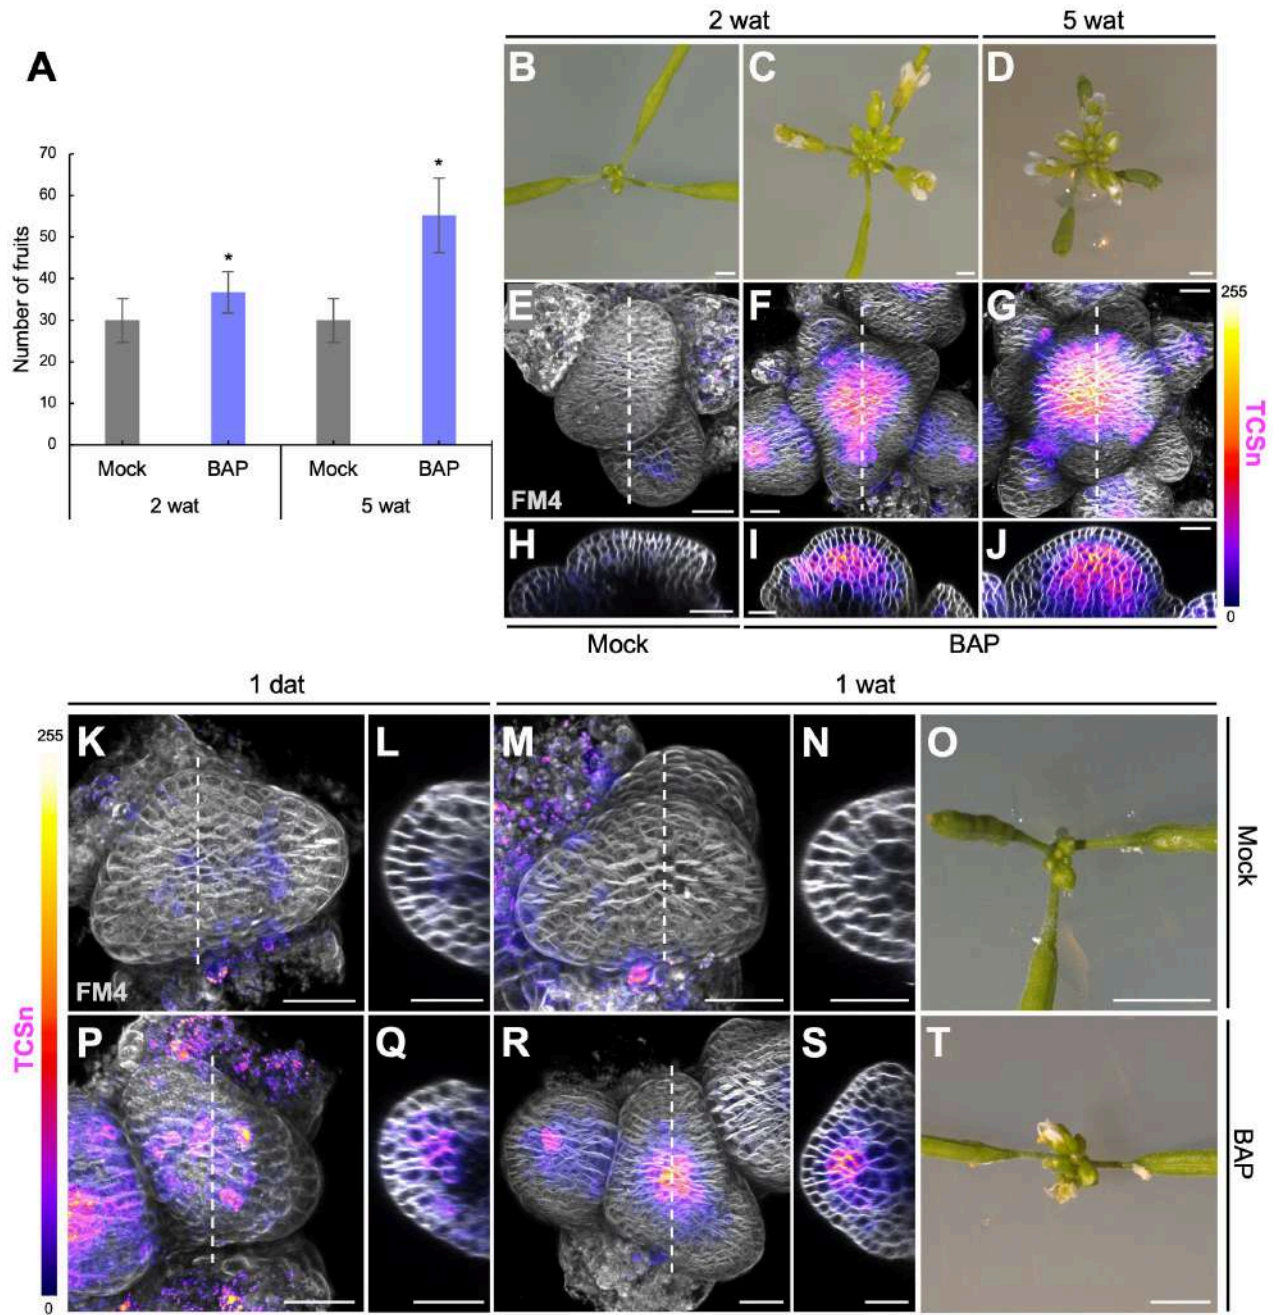 2 wat 5 wat
A
B C D
70
60
50
40
30
20
10
0
Number of fruits
* *
Mock BAP Mock BAP
2 wat 5 wat
E F G
FM4
H I J
255
TCSn
0
Mock BAP
1 dat 1 wat
255
TCSn
0
K L M N O
FM4
Mock
P Q R S T
BAP